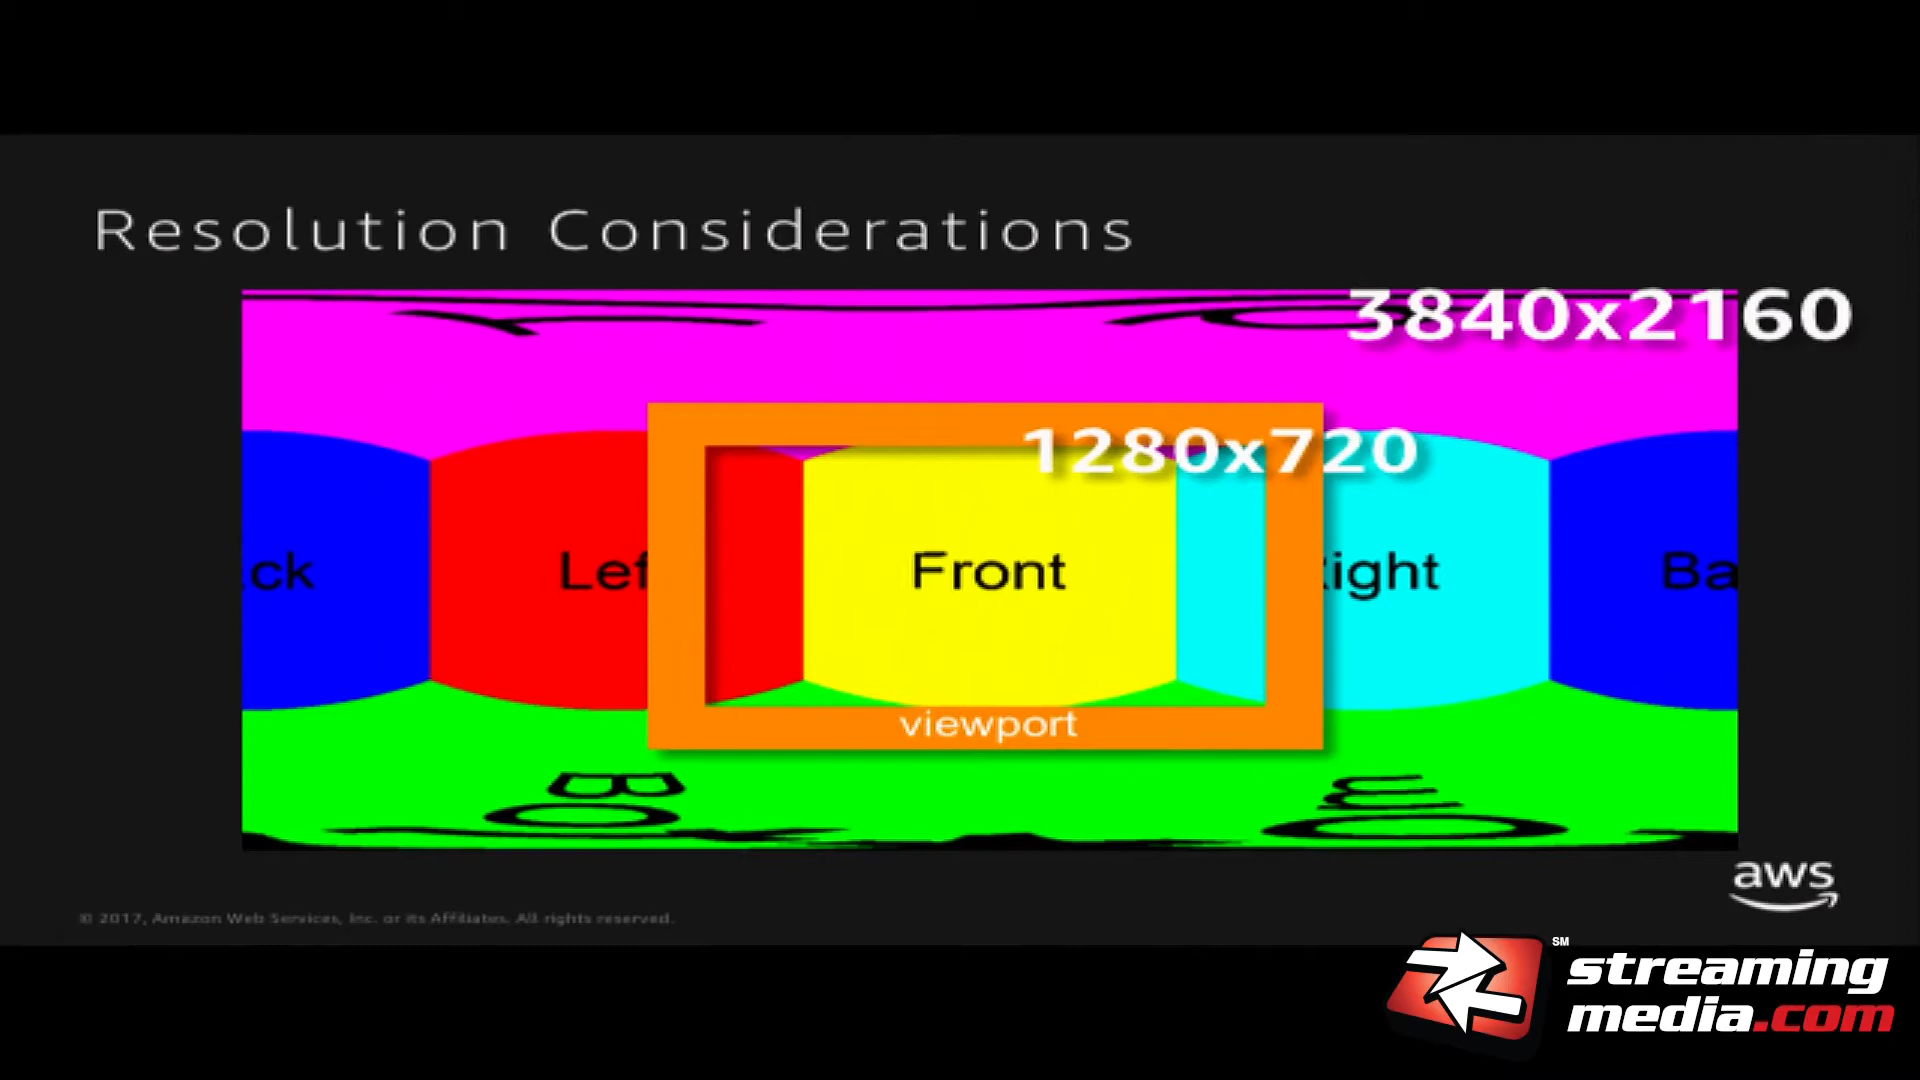 Resolution Considerations
3840x2160
1280x720
ck
Lef
Front
ight
Ba
viewport
aws
© 2017, Amazon Web Services, Inc. or its Affiliates. All rights reserved.
SM
streaming
media.com